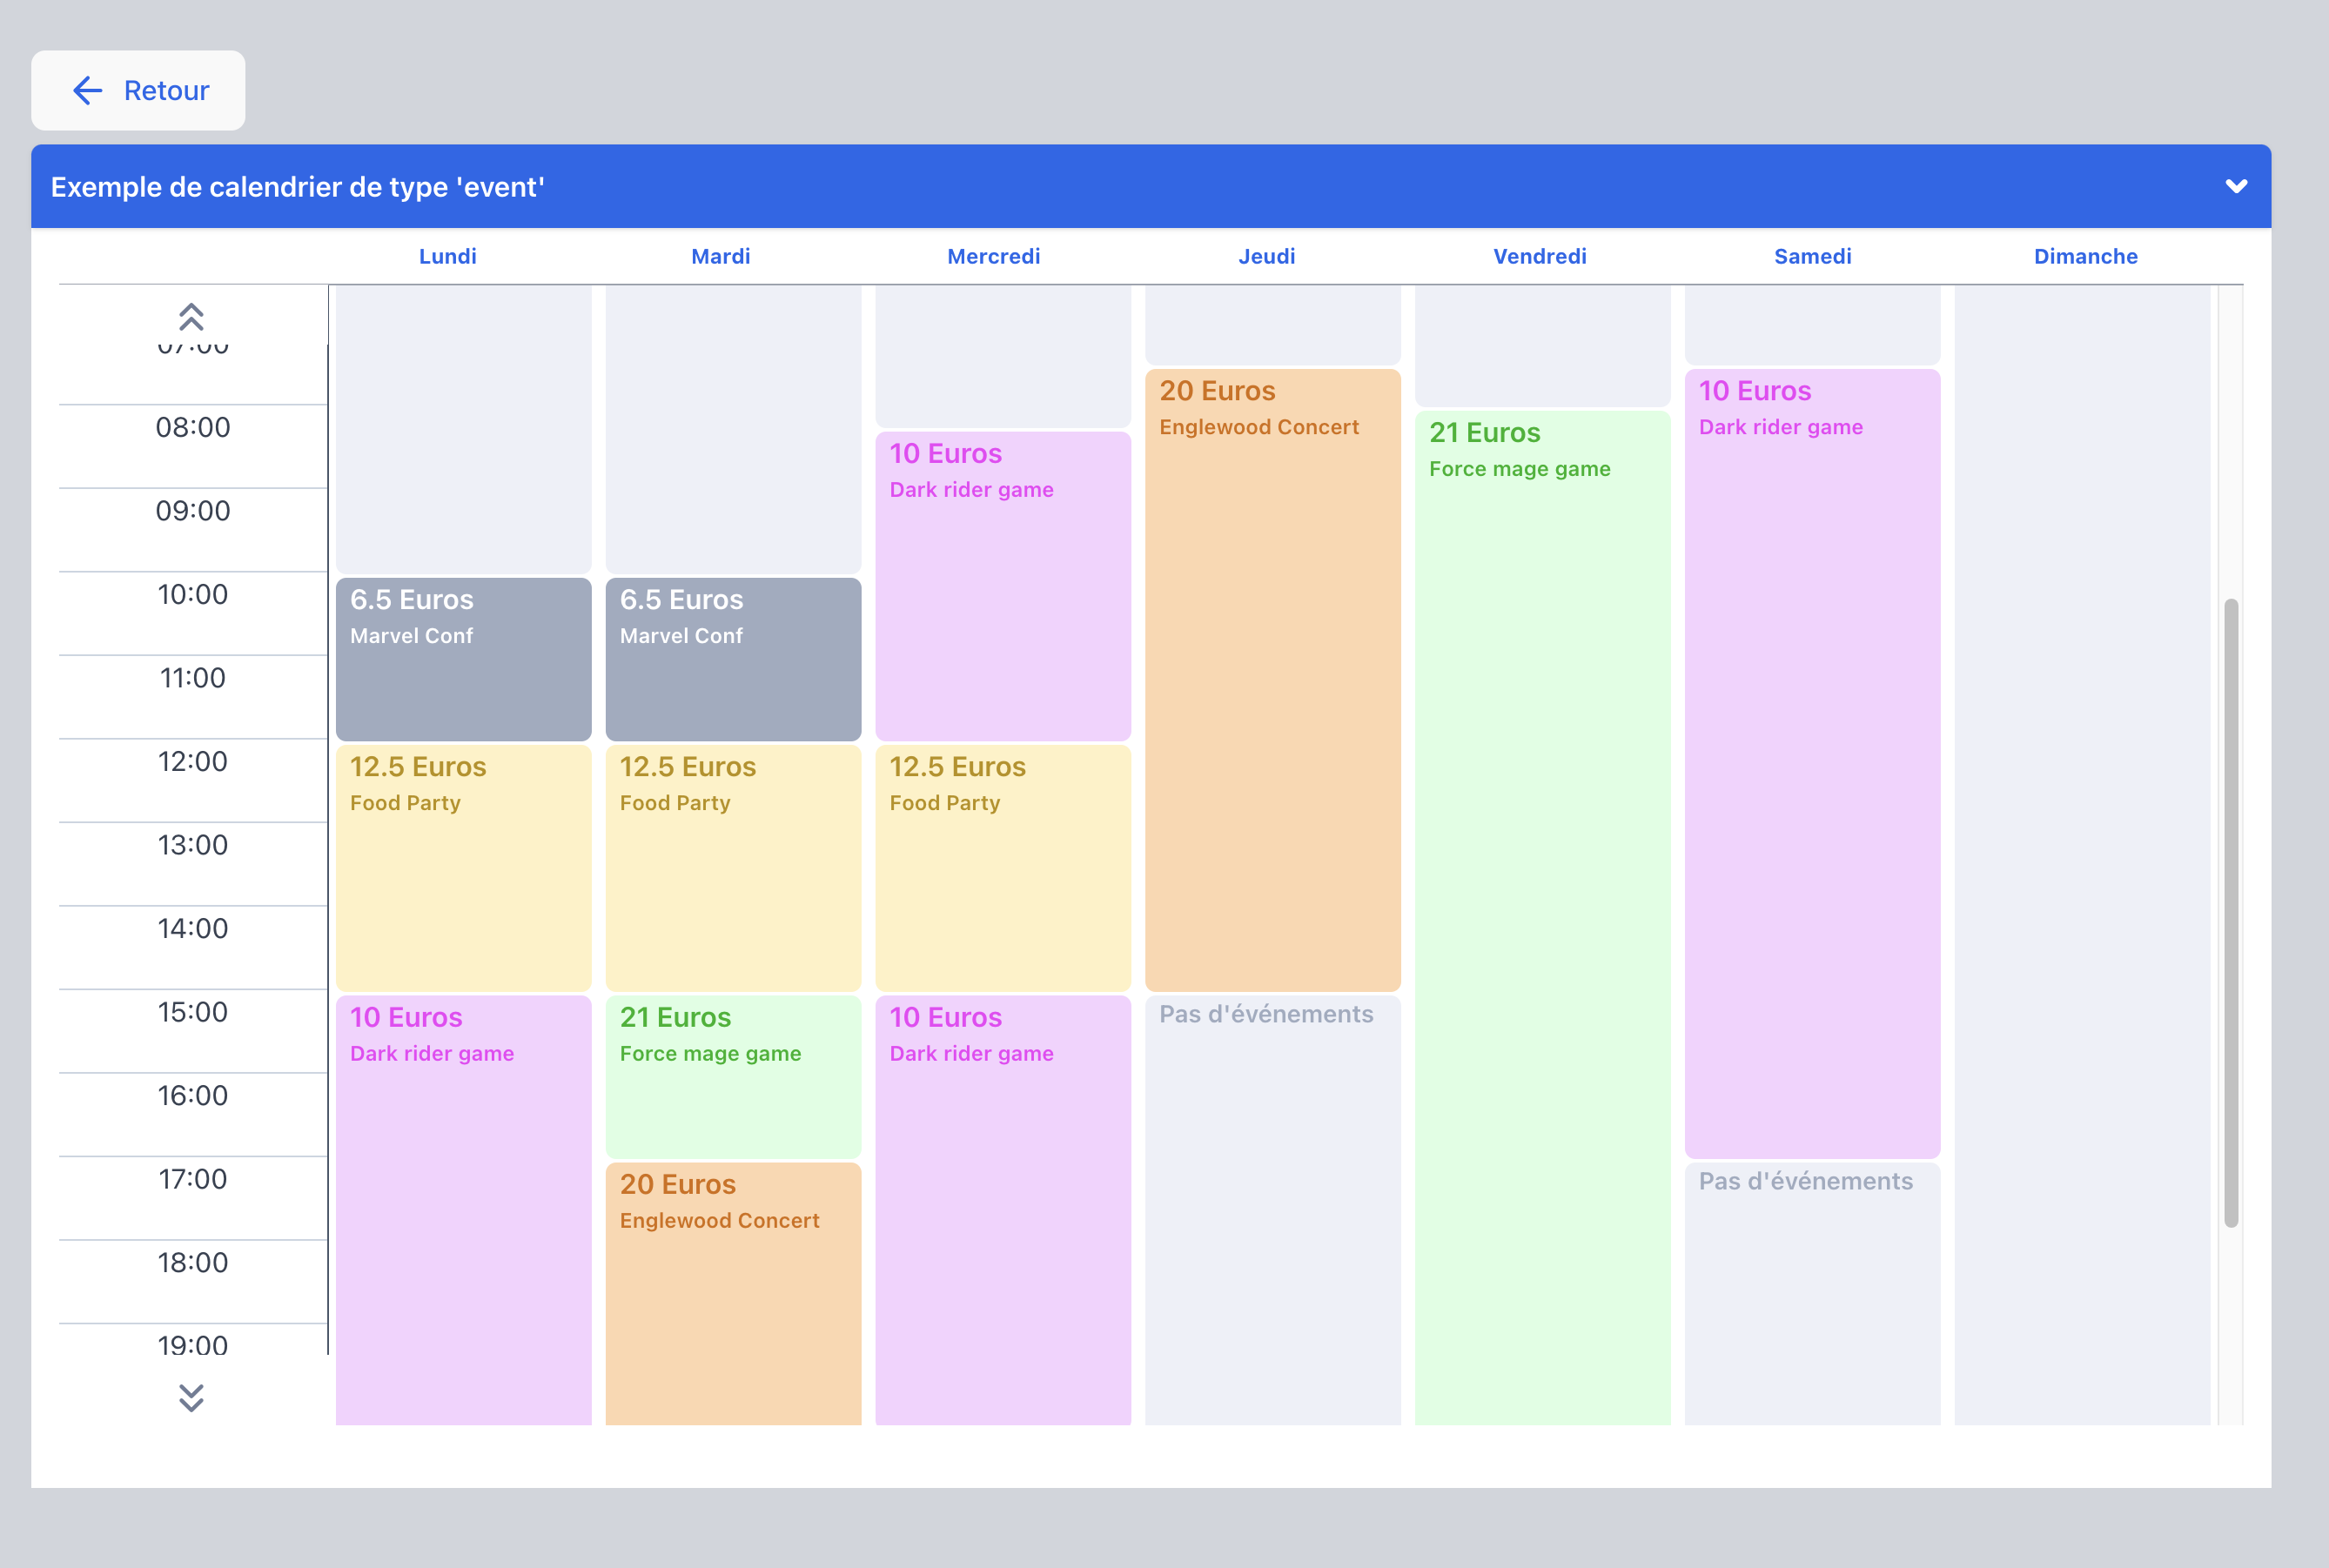 Retour
Exemple de calendrier de type 'event'
Lundi Mardi Mercredi Jeudi Vendredi Samedi Dimanche
07:00
08:00
09:00
10:00
11:00
12:00
13:00
14:00
15:00
16:00
17:00
18:00
19:00
6.5 Euros
Marvel Conf
12.5 Euros
Food Party
10 Euros
Dark rider game
6.5 Euros
Marvel Conf
12.5 Euros
Food Party
21 Euros
Force mage game
20 Euros
Englewood Concert
10 Euros
Dark rider game
12.5 Euros
Food Party
10 Euros
Dark rider game
20 Euros
Englewood Concert
Pas d'événements
21 Euros
Force mage game
10 Euros
Dark rider game
Pas d'événements